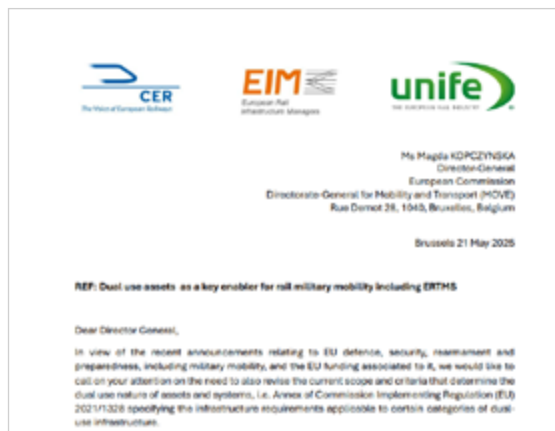 CER
The Voice of European Railways
EIM
European Rail
Infrastructure Managers
unife
THE EUROPEAN RAIL INDUSTRY
Ms Magda KOPCZYNSKA
Director-General
European Commission
Directorate-General for Mobility and Transport (MOVE)
Rue Demot 28, 1040, Bruxelles, Belgium
Brussels 21 May 2025
REF: Dual use assets as a key enabler for rail military mobility including ERTMS
Dear Director General,
In view of the recent announcements relating to EU defence, security, rearmament and
preparedness, including military mobility, and the EU funding associated to it, we would like to
call on your attention on the need to also revise the current scope and criteria that determine the
dual use nature of assets and systems, i.e. Annex of Commission Implementing Regulation (EU)
2021/1328 specifying the infrastructure requirements applicable to certain categories of dual-
use infrastructure.